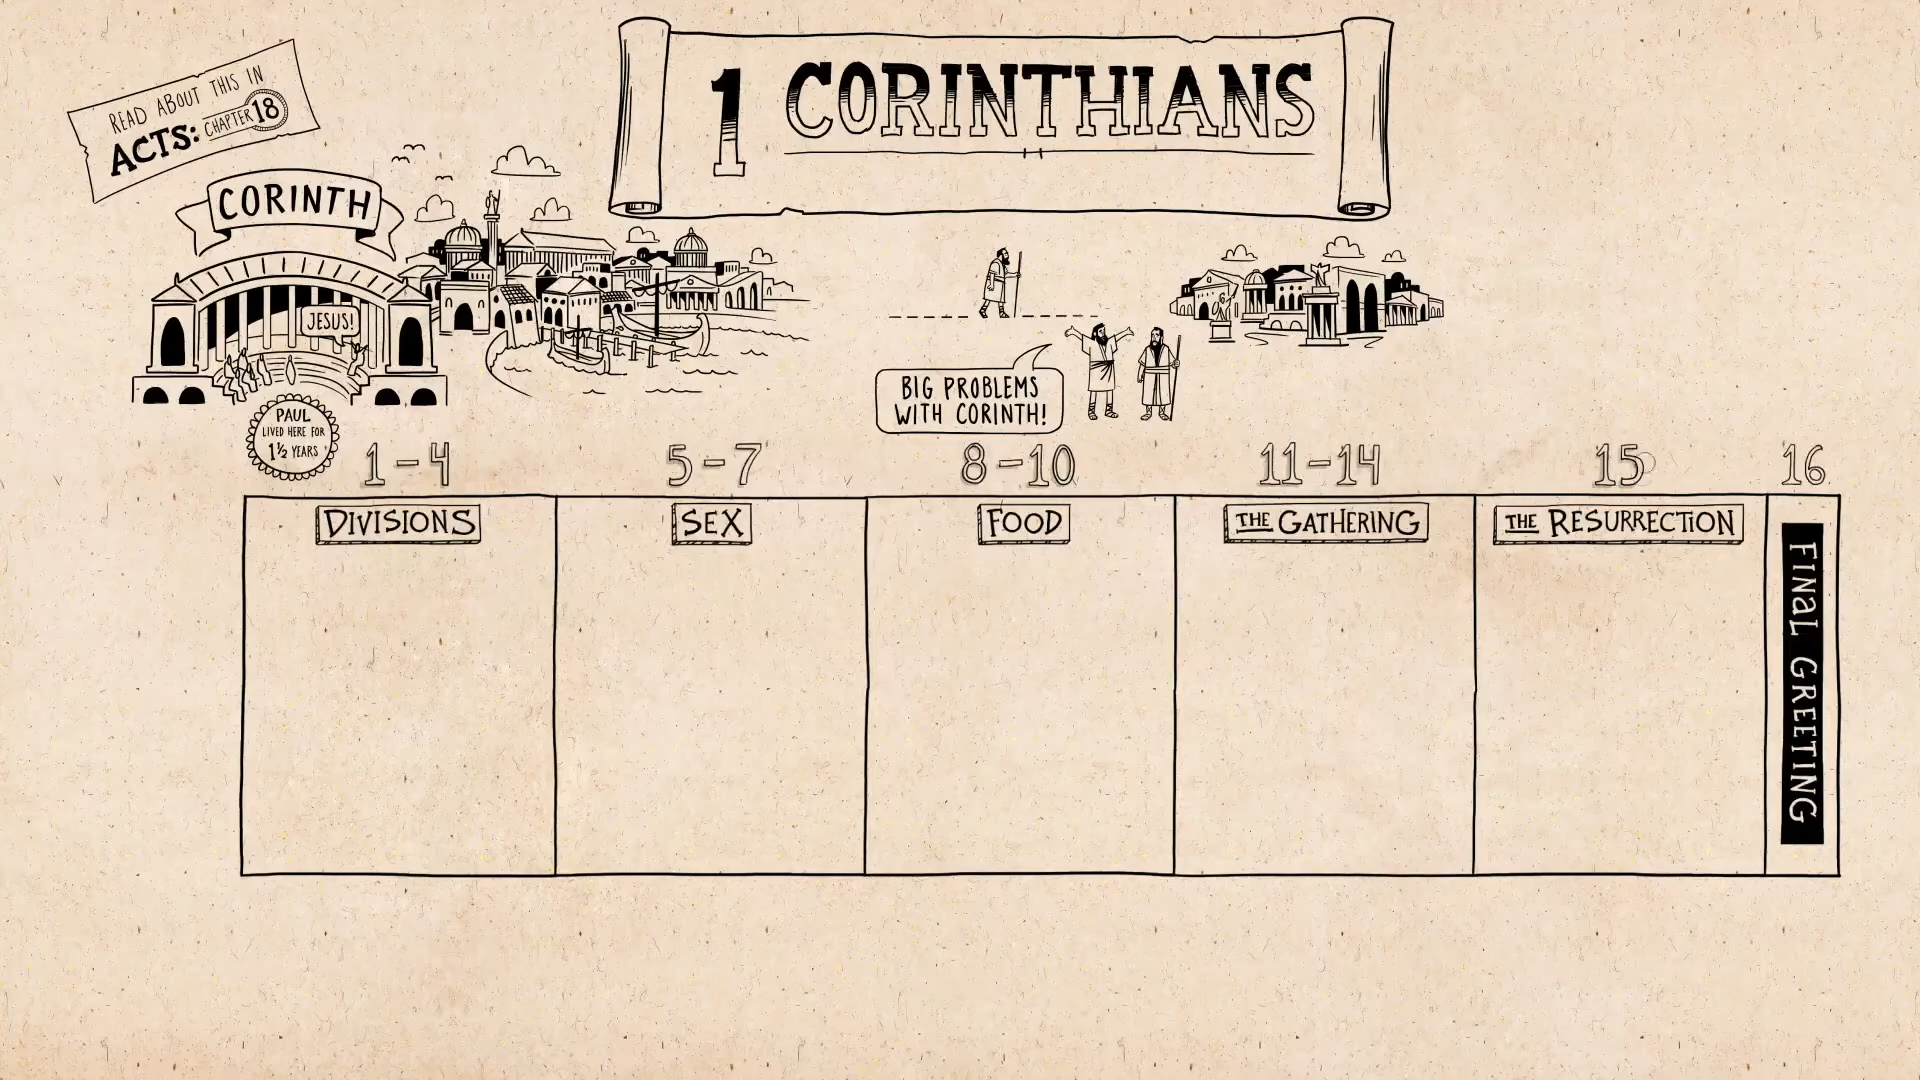 1 CORINTHIANS
READ ABOUT THIS IN
ACTS: CHAPTER 18
CORINTH
JESUS!
PAUL
LIVED HERE FOR
1½ YEARS
BIG PROBLEMS
WITH CORINTH!
1-4
5-7
8-10
11-14
15
16
DIVISIONS
SEX
FOOD
THE GATHERING
THE RESURRECTION
FINAL GREETING